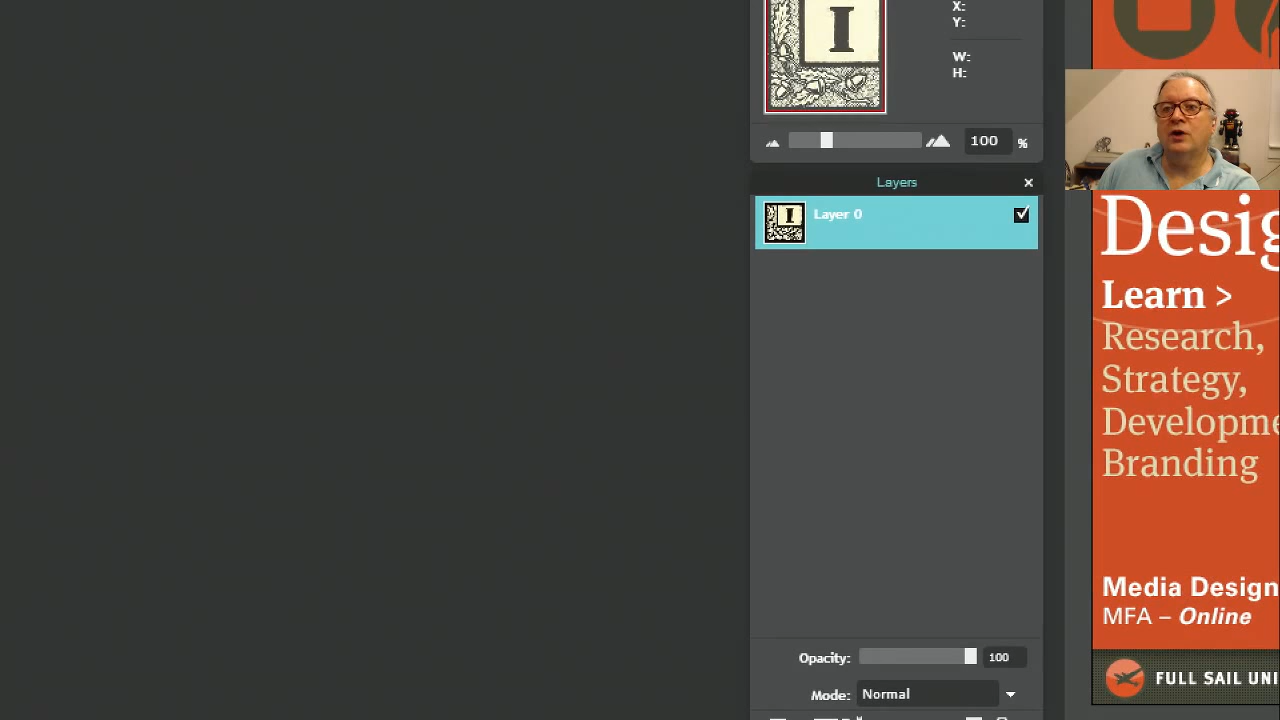 I
X:
Y:
W:
H:
100 %
Layers
I Layer 0
Opacity: 100
Mode: Normal
Desig
Learn >
Research,
Strategy,
Developme
Branding
Media Design
MFA – Online
FULL SAIL UNI